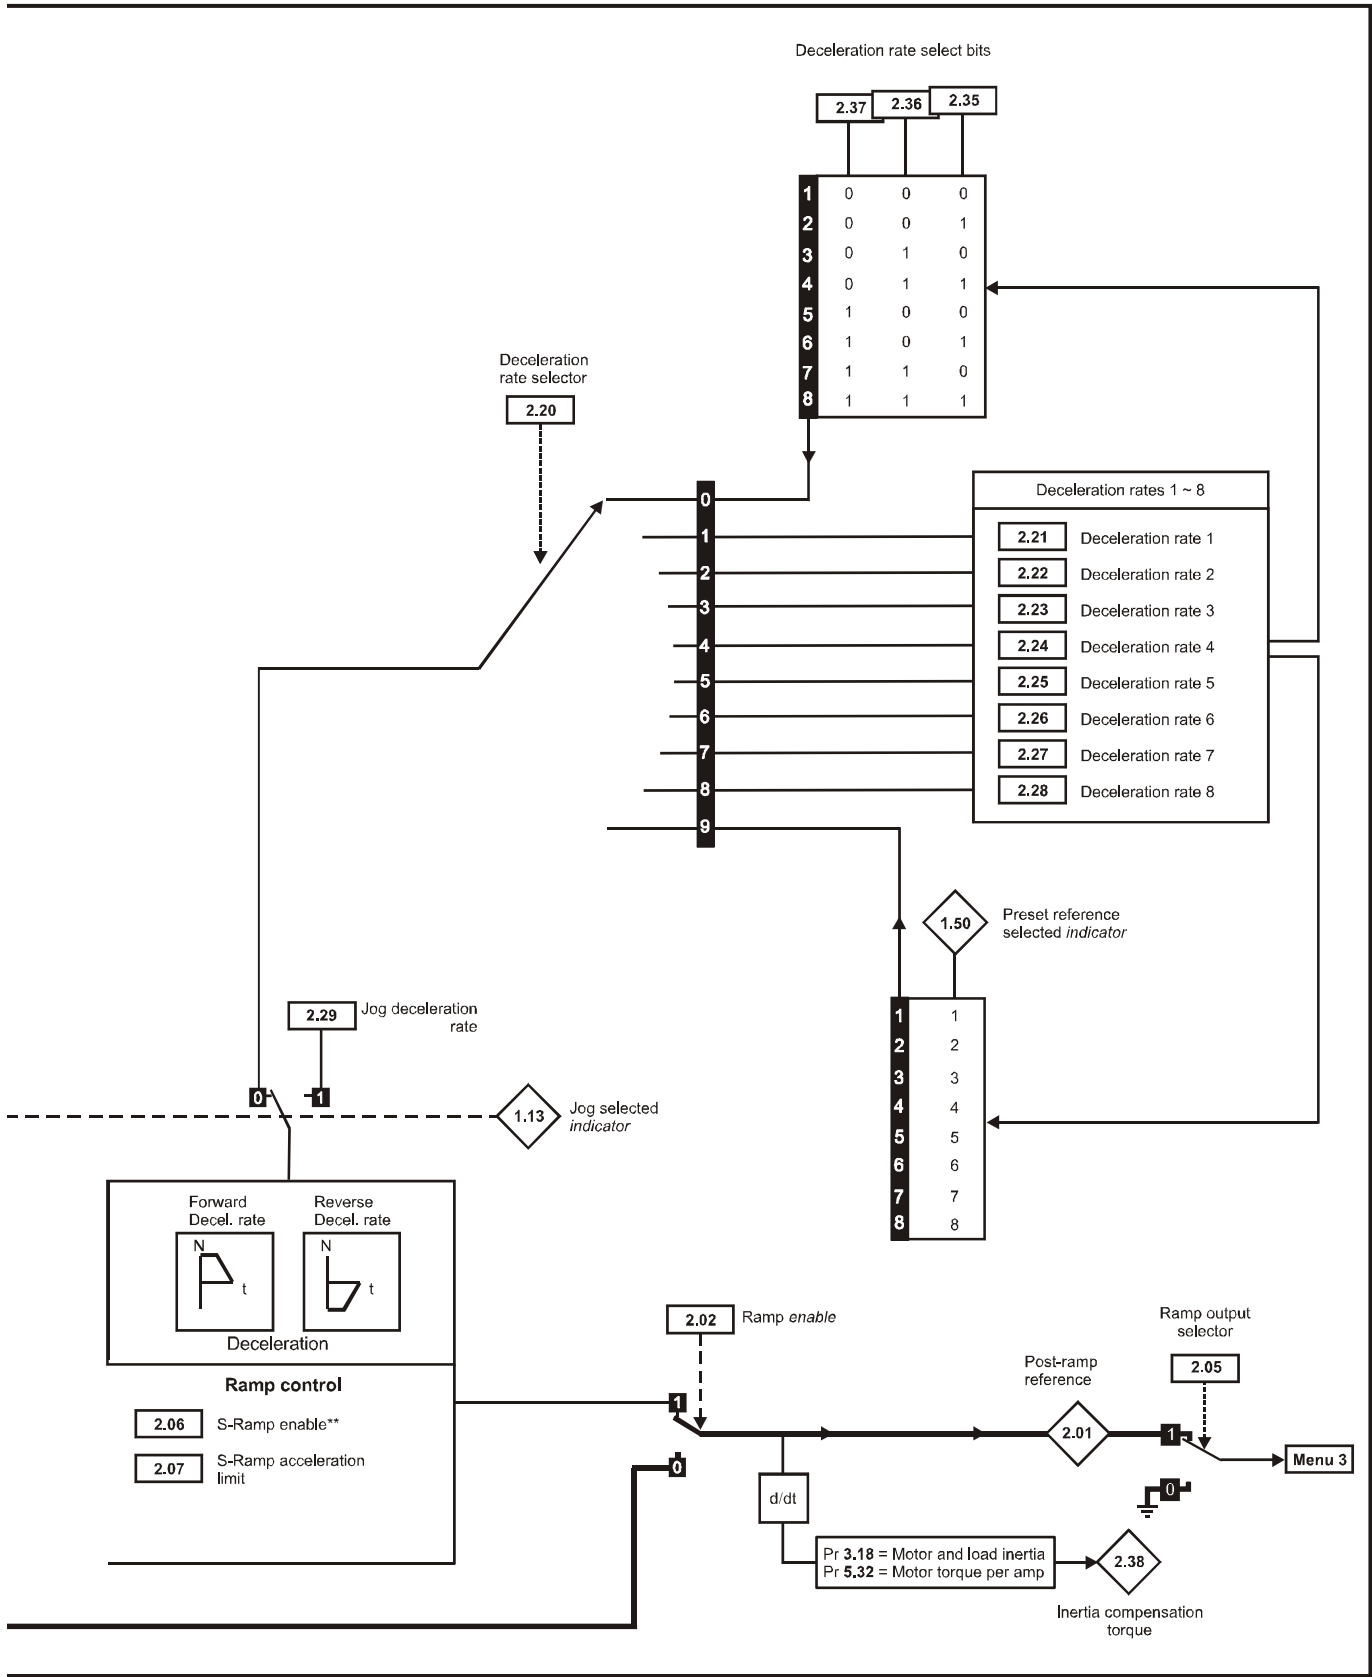 Deceleration rate select bits
2.37 2.36 2.35
1 0 0 0
2 0 0 1
3 0 1 0
4 0 1 1
5 1 0 0
6 1 0 1
7 1 1 0
8 1 1 1
Deceleration
rate selector
2.20
0
1
2
3
4
5
6
7
8
9
Deceleration rates 1 ~ 8
2.21 Deceleration rate 1
2.22 Deceleration rate 2
2.23 Deceleration rate 3
2.24 Deceleration rate 4
2.25 Deceleration rate 5
2.26 Deceleration rate 6
2.27 Deceleration rate 7
2.28 Deceleration rate 8
1.50
Preset reference
selected indicator
1 1
2 2
3 3
4 4
5 5
6 6
7 7
8 8
2.29
Jog deceleration
rate
0 1
1.13
Jog selected
indicator
Forward
Decel. rate
N
t
Reverse
Decel. rate
N
t
Deceleration
Ramp control
2.06 S-Ramp enable**
2.07 S-Ramp acceleration
limit
2.02 Ramp enable
1
0
d/dt
Pr 3.18 = Motor and load inertia
Pr 5.32 = Motor torque per amp
2.38
Inertia compensation
torque
Post-ramp
reference
2.01
Ramp output
selector
2.05
1
0
Menu 3